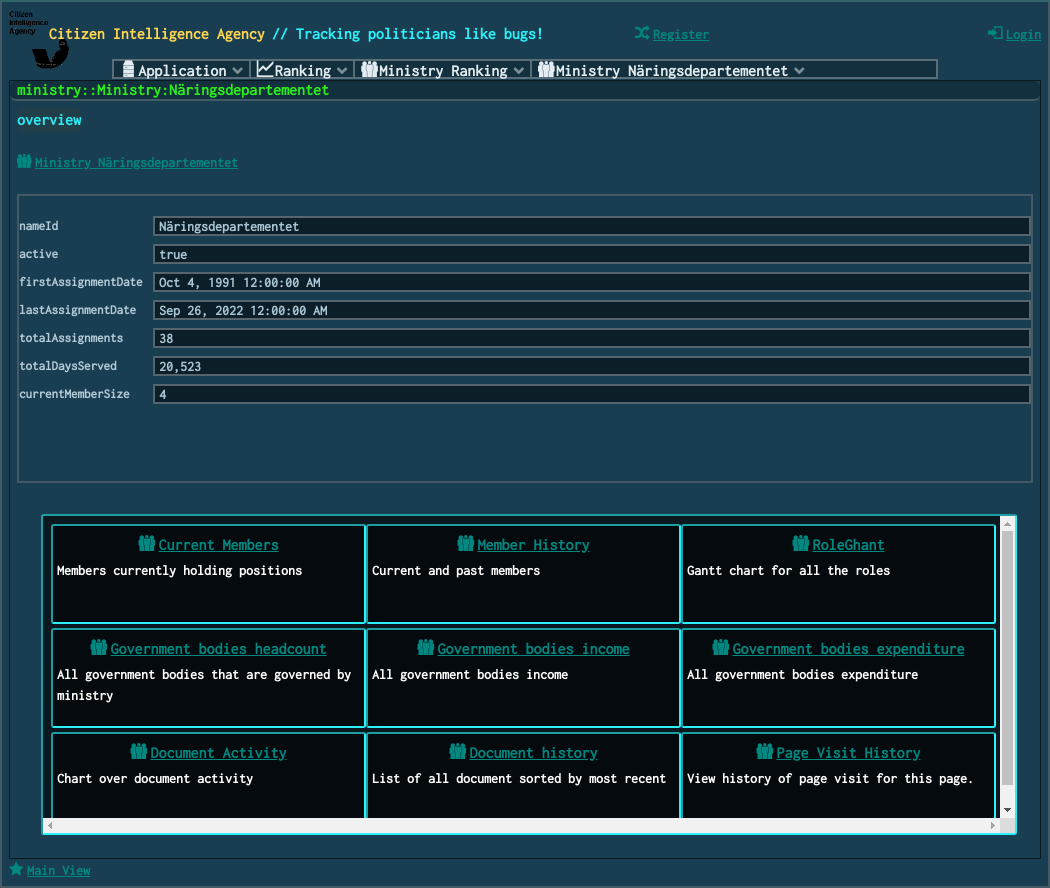 Citizen
Intelligence
Agency
Citizen Intelligence Agency // Tracking politicians like bugs!
Register
Login
Application
Ranking
Ministry Ranking
Ministry Näringsdepartementet
ministry::Ministry:Näringsdepartementet
overview
Ministry Näringsdepartementet
nameId Näringsdepartementet
active true
firstAssignmentDate Oct 4, 1991 12:00:00 AM
lastAssignmentDate Sep 26, 2022 12:00:00 AM
totalAssignments 38
totalDaysServed 20,523
currentMemberSize 4
Current Members
Members currently holding positions
Member History
Current and past members
RoleGhant
Gantt chart for all the roles
Government bodies headcount
All government bodies that are governed by
ministry
Government bodies income
All government bodies income
Government bodies expenditure
All government bodies expenditure
Document Activity
Chart over document activity
Document history
List of all document sorted by most recent
Page Visit History
View history of page visit for this page.
Main View